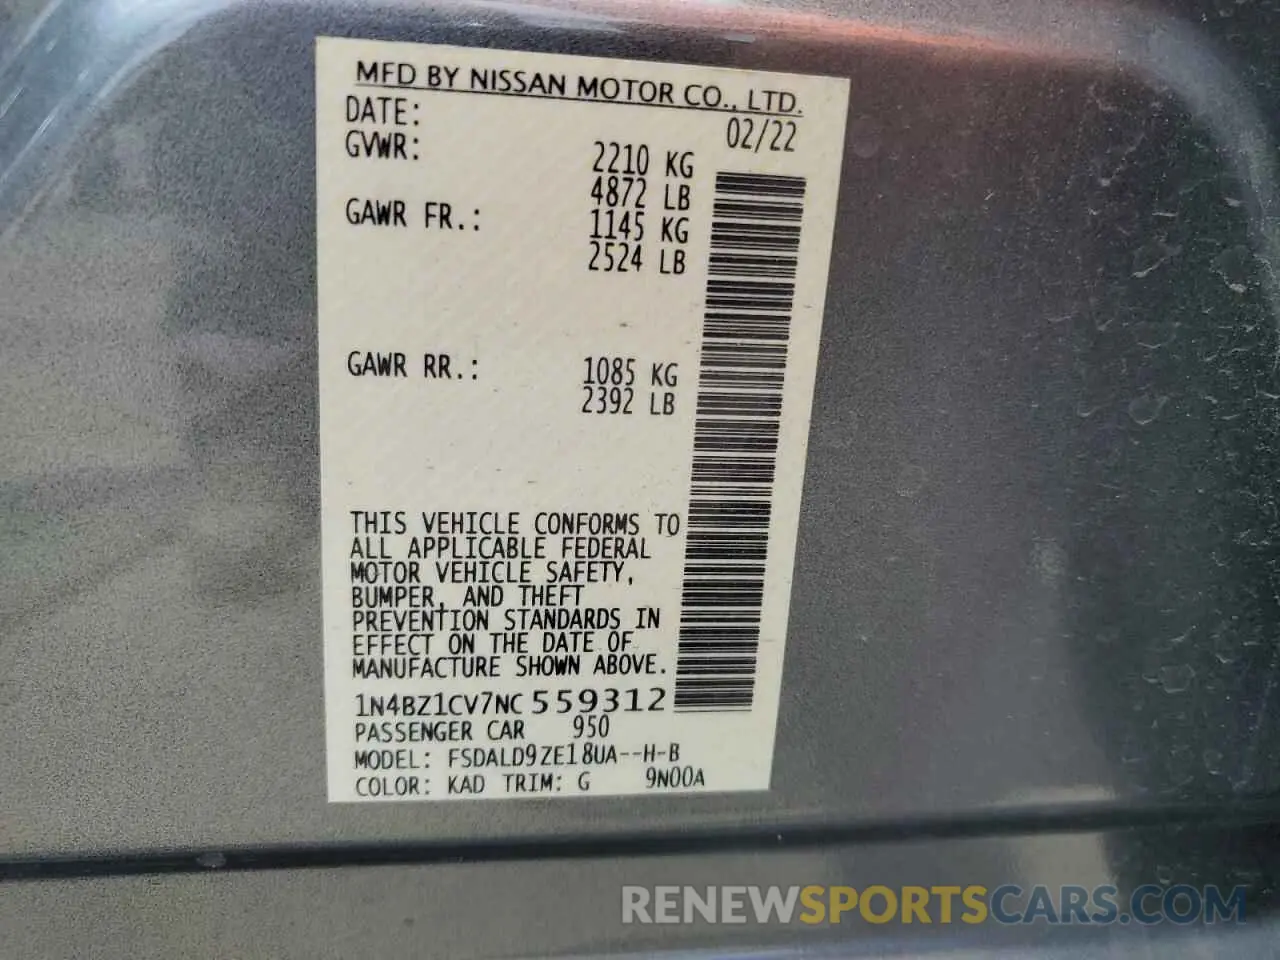 MFD BY NISSAN MOTOR CO., LTD.
DATE: 02/22
GVWR: 2210 KG
4872 LB
GAWR FR.: 1145 KG
2524 LB
GAWR RR.: 1085 KG
2392 LB
THIS VEHICLE CONFORMS TO
ALL APPLICABLE FEDERAL
MOTOR VEHICLE SAFETY,
BUMPER, AND THEFT
PREVENTION STANDARDS IN
EFFECT ON THE DATE OF
MANUFACTURE SHOWN ABOVE.
1N4BZ1CV7NC559312
PASSENGER CAR 950
MODEL: FSDALD9ZE18UA--H-B
COLOR: KAD TRIM: G 9N00A
RENEWSPORTSCARS.COM